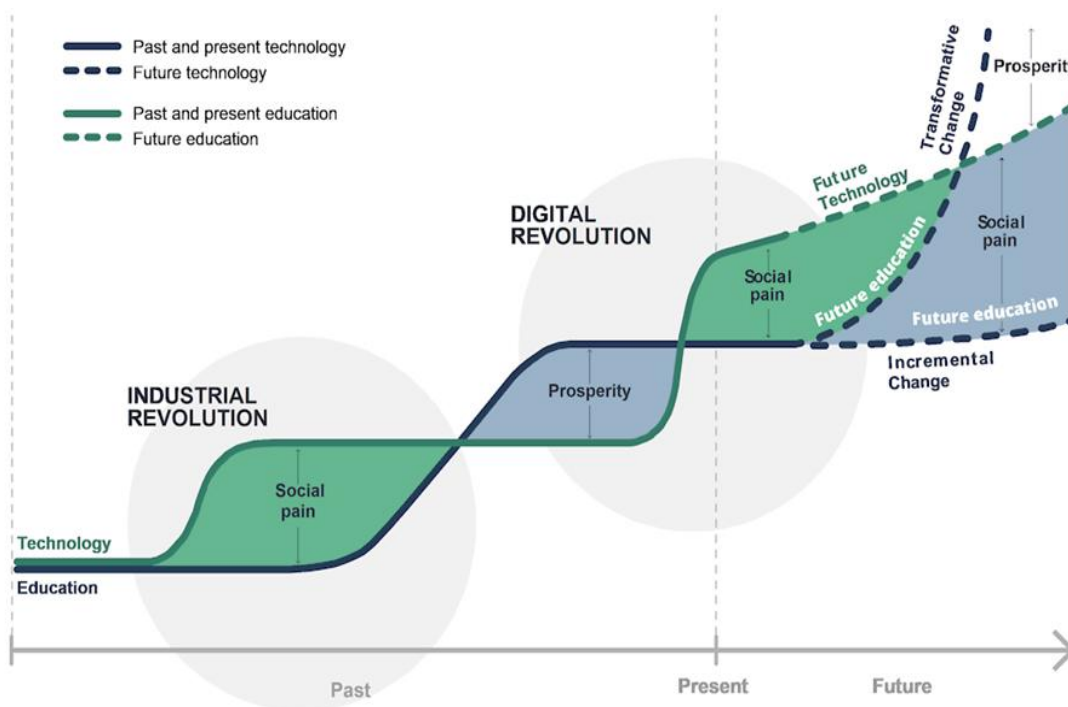 Past and present technology
Future technology
Past and present education
Future education
Transformative
Change
Prosperit
Future
Technology
DIGITAL
REVOLUTION
Social
pain
Future education
Social
pain
Future education
Incremental
Change
Prosperity
INDUSTRIAL
REVOLUTION
Social
pain
Technology
Education
Past
Present
Future